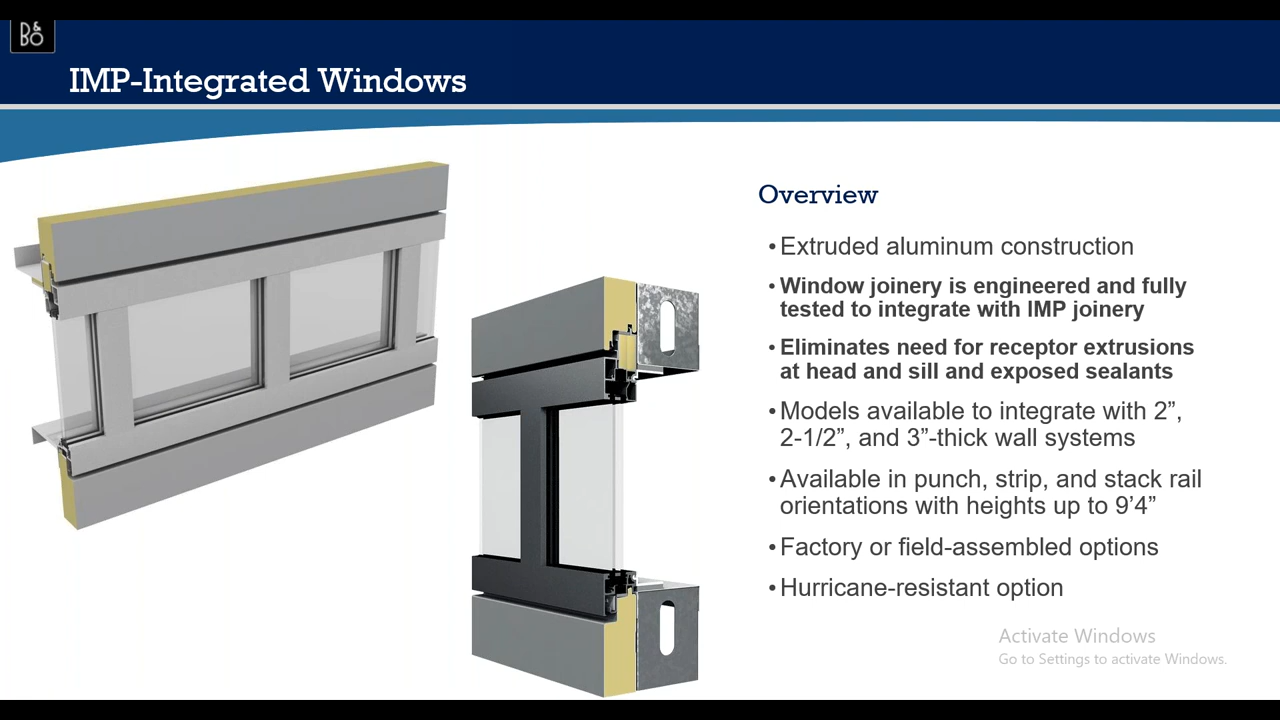 B&O
IMP-Integrated Windows
Overview
•Extruded aluminum construction
•Window joinery is engineered and fully
tested to integrate with IMP joinery
•Eliminates need for receptor extrusions
at head and sill and exposed sealants
•Models available to integrate with 2”,
2-1/2”, and 3”-thick wall systems
•Available in punch, strip, and stack rail
orientations with heights up to 9’4”
•Factory or field-assembled options
•Hurricane-resistant option
Activate Windows
Go to Settings to activate Windows.